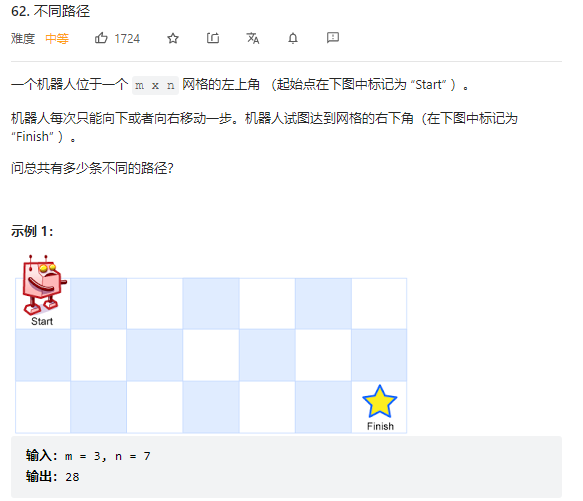 62. 不同路径
难度 中等 1724
一个机器人位于一个 m x n 网格的左上角 （起始点在下图中标记为 “Start” ）。
机器人每次只能向下或者向右移动一步。机器人试图达到网格的右下角（在下图中标记为
“Finish” ）。
问总共有多少条不同的路径？
示例 1：
Start
Finish
输入：m = 3, n = 7
输出：28